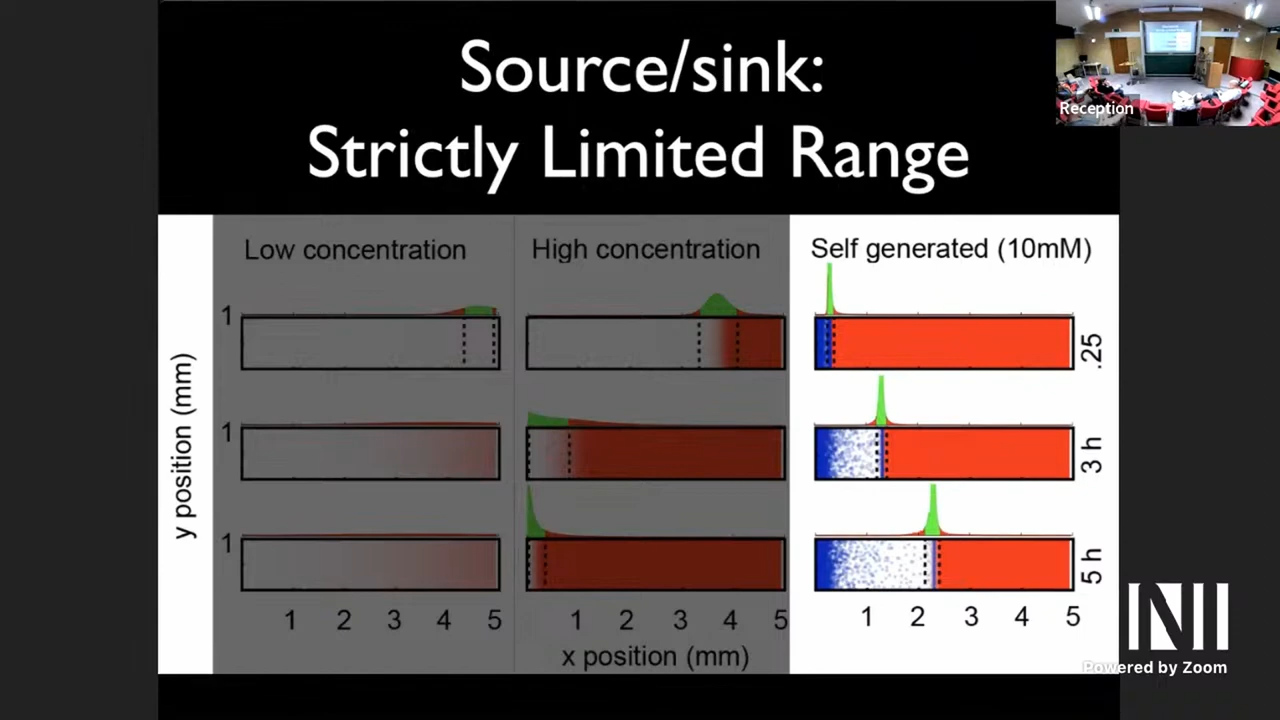 Source/sink:
Strictly Limited Range
Reception
Low concentration
High concentration
Self generated (10mM)
y position (mm)
1
1
1
.25
3 h
5 h
1 2 3 4 5
1 2 3 4 5
1 2 3 4 5
x position (mm)
NI
Powered by Zoom